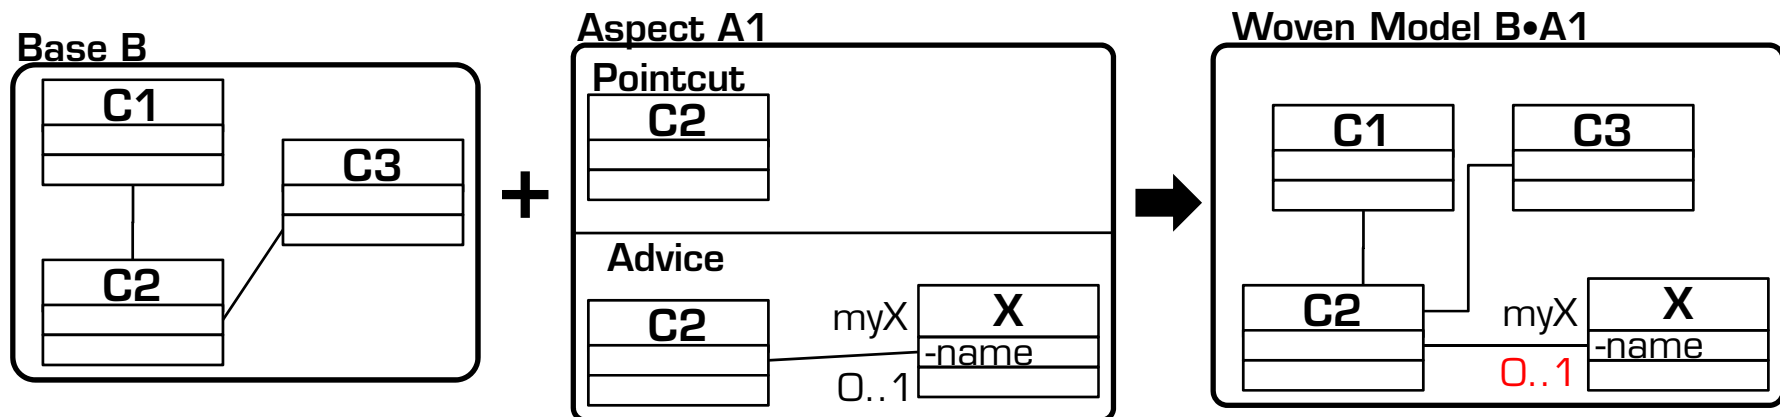 Base B
C1
C3
C2
+
Aspect A1
Pointcut
C2
Advice
C2
myX
X
-name
0..1
Woven Model B•A1
C1
C3
C2
myX
X
-name
0..1